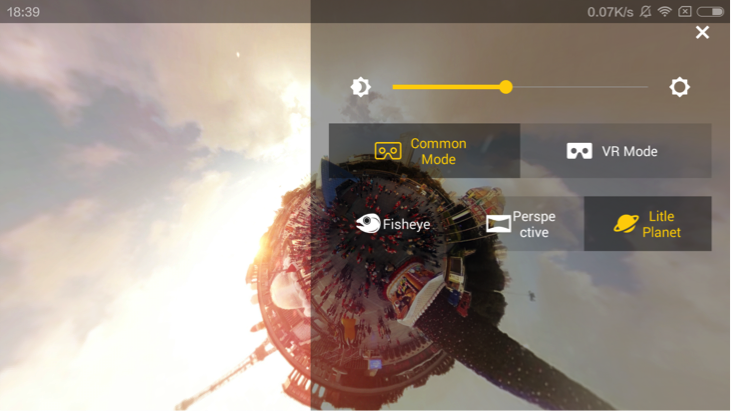 18:39 0.07K/s
Common
Mode
VR Mode
Fisheye
Perspe
ctive
Litle
Planet